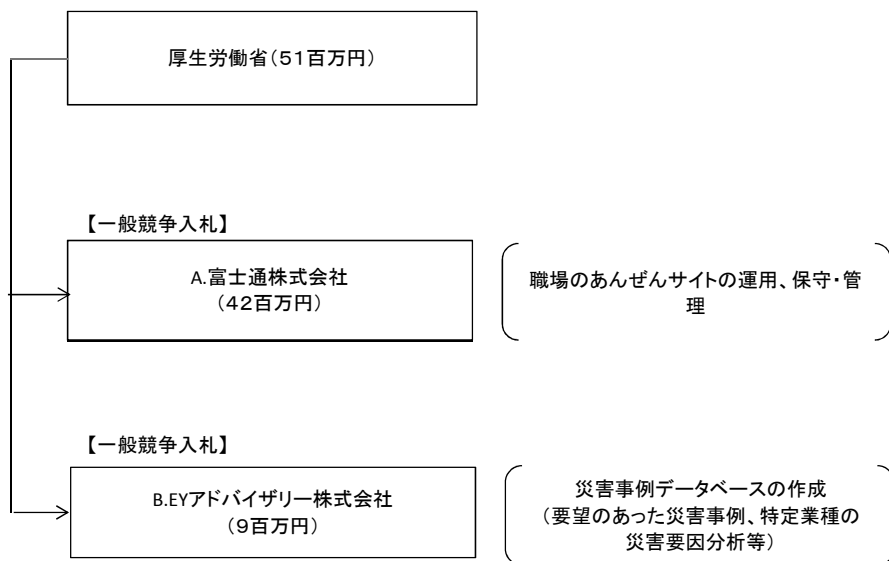 厚生労働省（51百万円）
【一般競争入札】
A.富士通株式会社
（42百万円）
職場のあんぜんサイトの運用、保守・管
理
【一般競争入札】
B.EYアドバイザリー株式会社
（9百万円）
災害事例データベースの作成
（要望のあった災害事例、特定業種の
災害要因分析等）